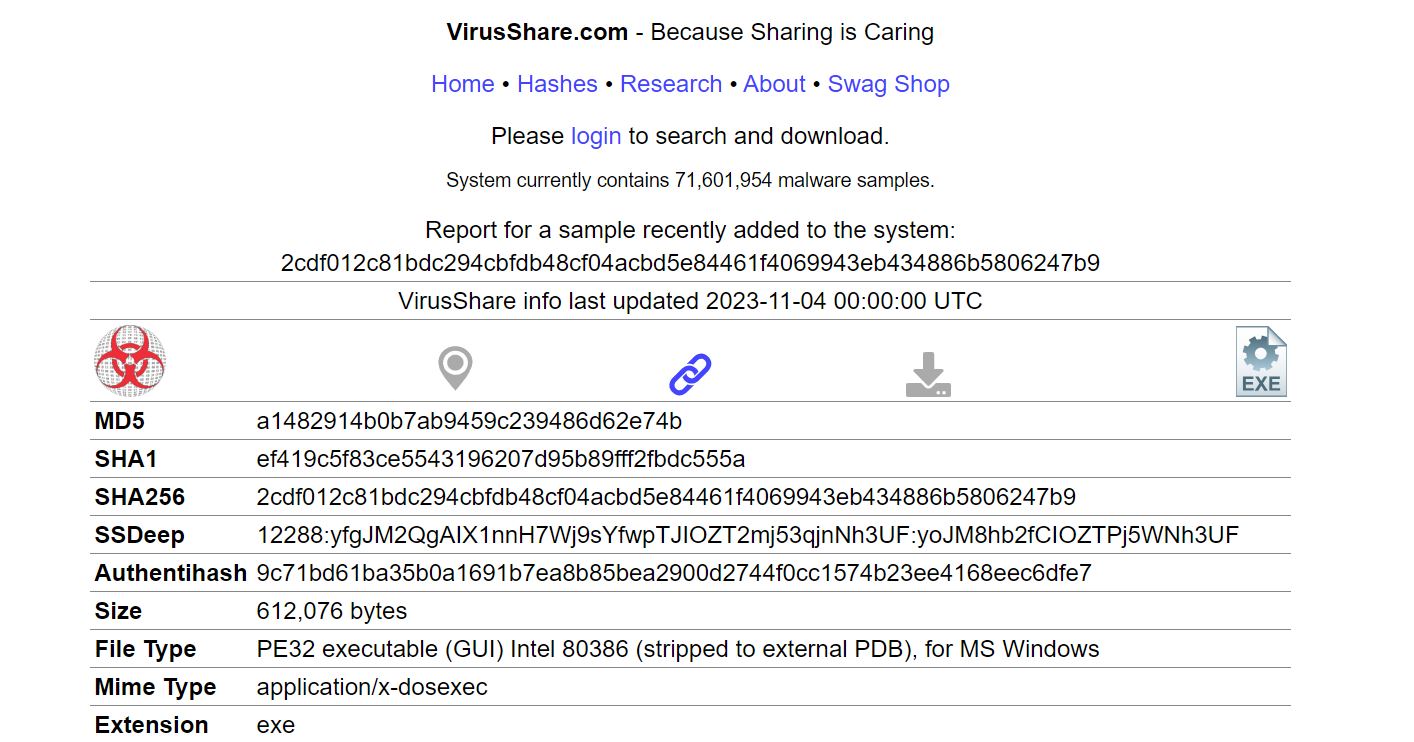 VirusShare.com - Because Sharing is Caring
Home • Hashes • Research • About • Swag Shop
Please login to search and download.
System currently contains 71,601,954 malware samples.
Report for a sample recently added to the system:
2cdf012c81bdc294cbfdb48cf04acbd5e84461f4069943eb434886b5806247b9
VirusShare info last updated 2023-11-04 00:00:00 UTC
EXE
MD5 a1482914b0b7ab9459c239486d62e74b
SHA1 ef419c5f83ce5543196207d95b89fff2fbdc555a
SHA256 2cdf012c81bdc294cbfdb48cf04acbd5e84461f4069943eb434886b5806247b9
SSDeep 12288:yfgJM2QgAIX1nnH7Wj9sYfwpTJIOZT2mj53qjnNh3UF:yoJM8hb2fCIOZTPj5WNh3UF
Authentihash 9c71bd61ba35b0a1691b7ea8b85bea2900d2744f0cc1574b23ee4168eec6dfe7
Size 612,076 bytes
File Type PE32 executable (GUI) Intel 80386 (stripped to external PDB), for MS Windows
Mime Type application/x-dosexec
Extension exe